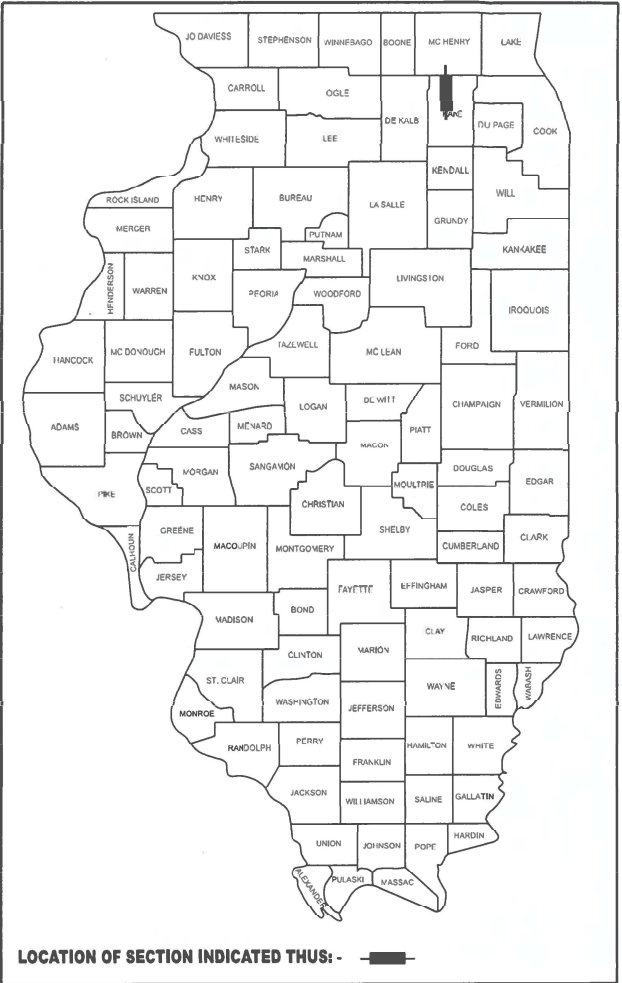 JO DAVIESS STEPHENSON WINNEBAGO BOONE MC HENRY LAKE
CARROLL OGLE DE KALB KANE DU PAGE COOK
WHITESIDE LEE
KENDALL
ROCK ISLAND HENRY BUREAU LA SALLE WILL
MERCER PUTNAM GRUNDY
STARK MARSHALL KANKAKEE
HENDERSON WARREN KNOX PEORIA WOODFORD LIVINGSTON
IROQUOIS
HANCOCK MC DONOUGH FULTON TAZEWELL MC LEAN FORD
MASON
SCHUYLER LOGAN DE WITT CHAMPAIGN VERMILION
ADAMS BROWN CASS MENARD PIATT
MACON
MORGAN SANGAMON DOUGLAS
PIKE SCOTT CHRISTIAN MOULTRIE EDGAR
COLES
GREENE SHELBY
CALHOUN MACOUPIN MONTGOMERY CUMBERLAND CLARK
JERSEY
FAYETTE EFFINGHAM JASPER CRAWFORD
MADISON BOND
CLAY RICHLAND LAWRENCE
CLINTON MARION
ST. CLAIR WAYNE EDWARDS WABASH
MONROE WASHINGTON JEFFERSON
RANDOLPH PERRY HAMILTON WHITE
FRANKLIN
JACKSON WILLIAMSON SALINE GALLATIN
UNION JOHNSON POPE HARDIN
ALEXANDER PULASKI MASSAC
LOCATION OF SECTION INDICATED THUS: -